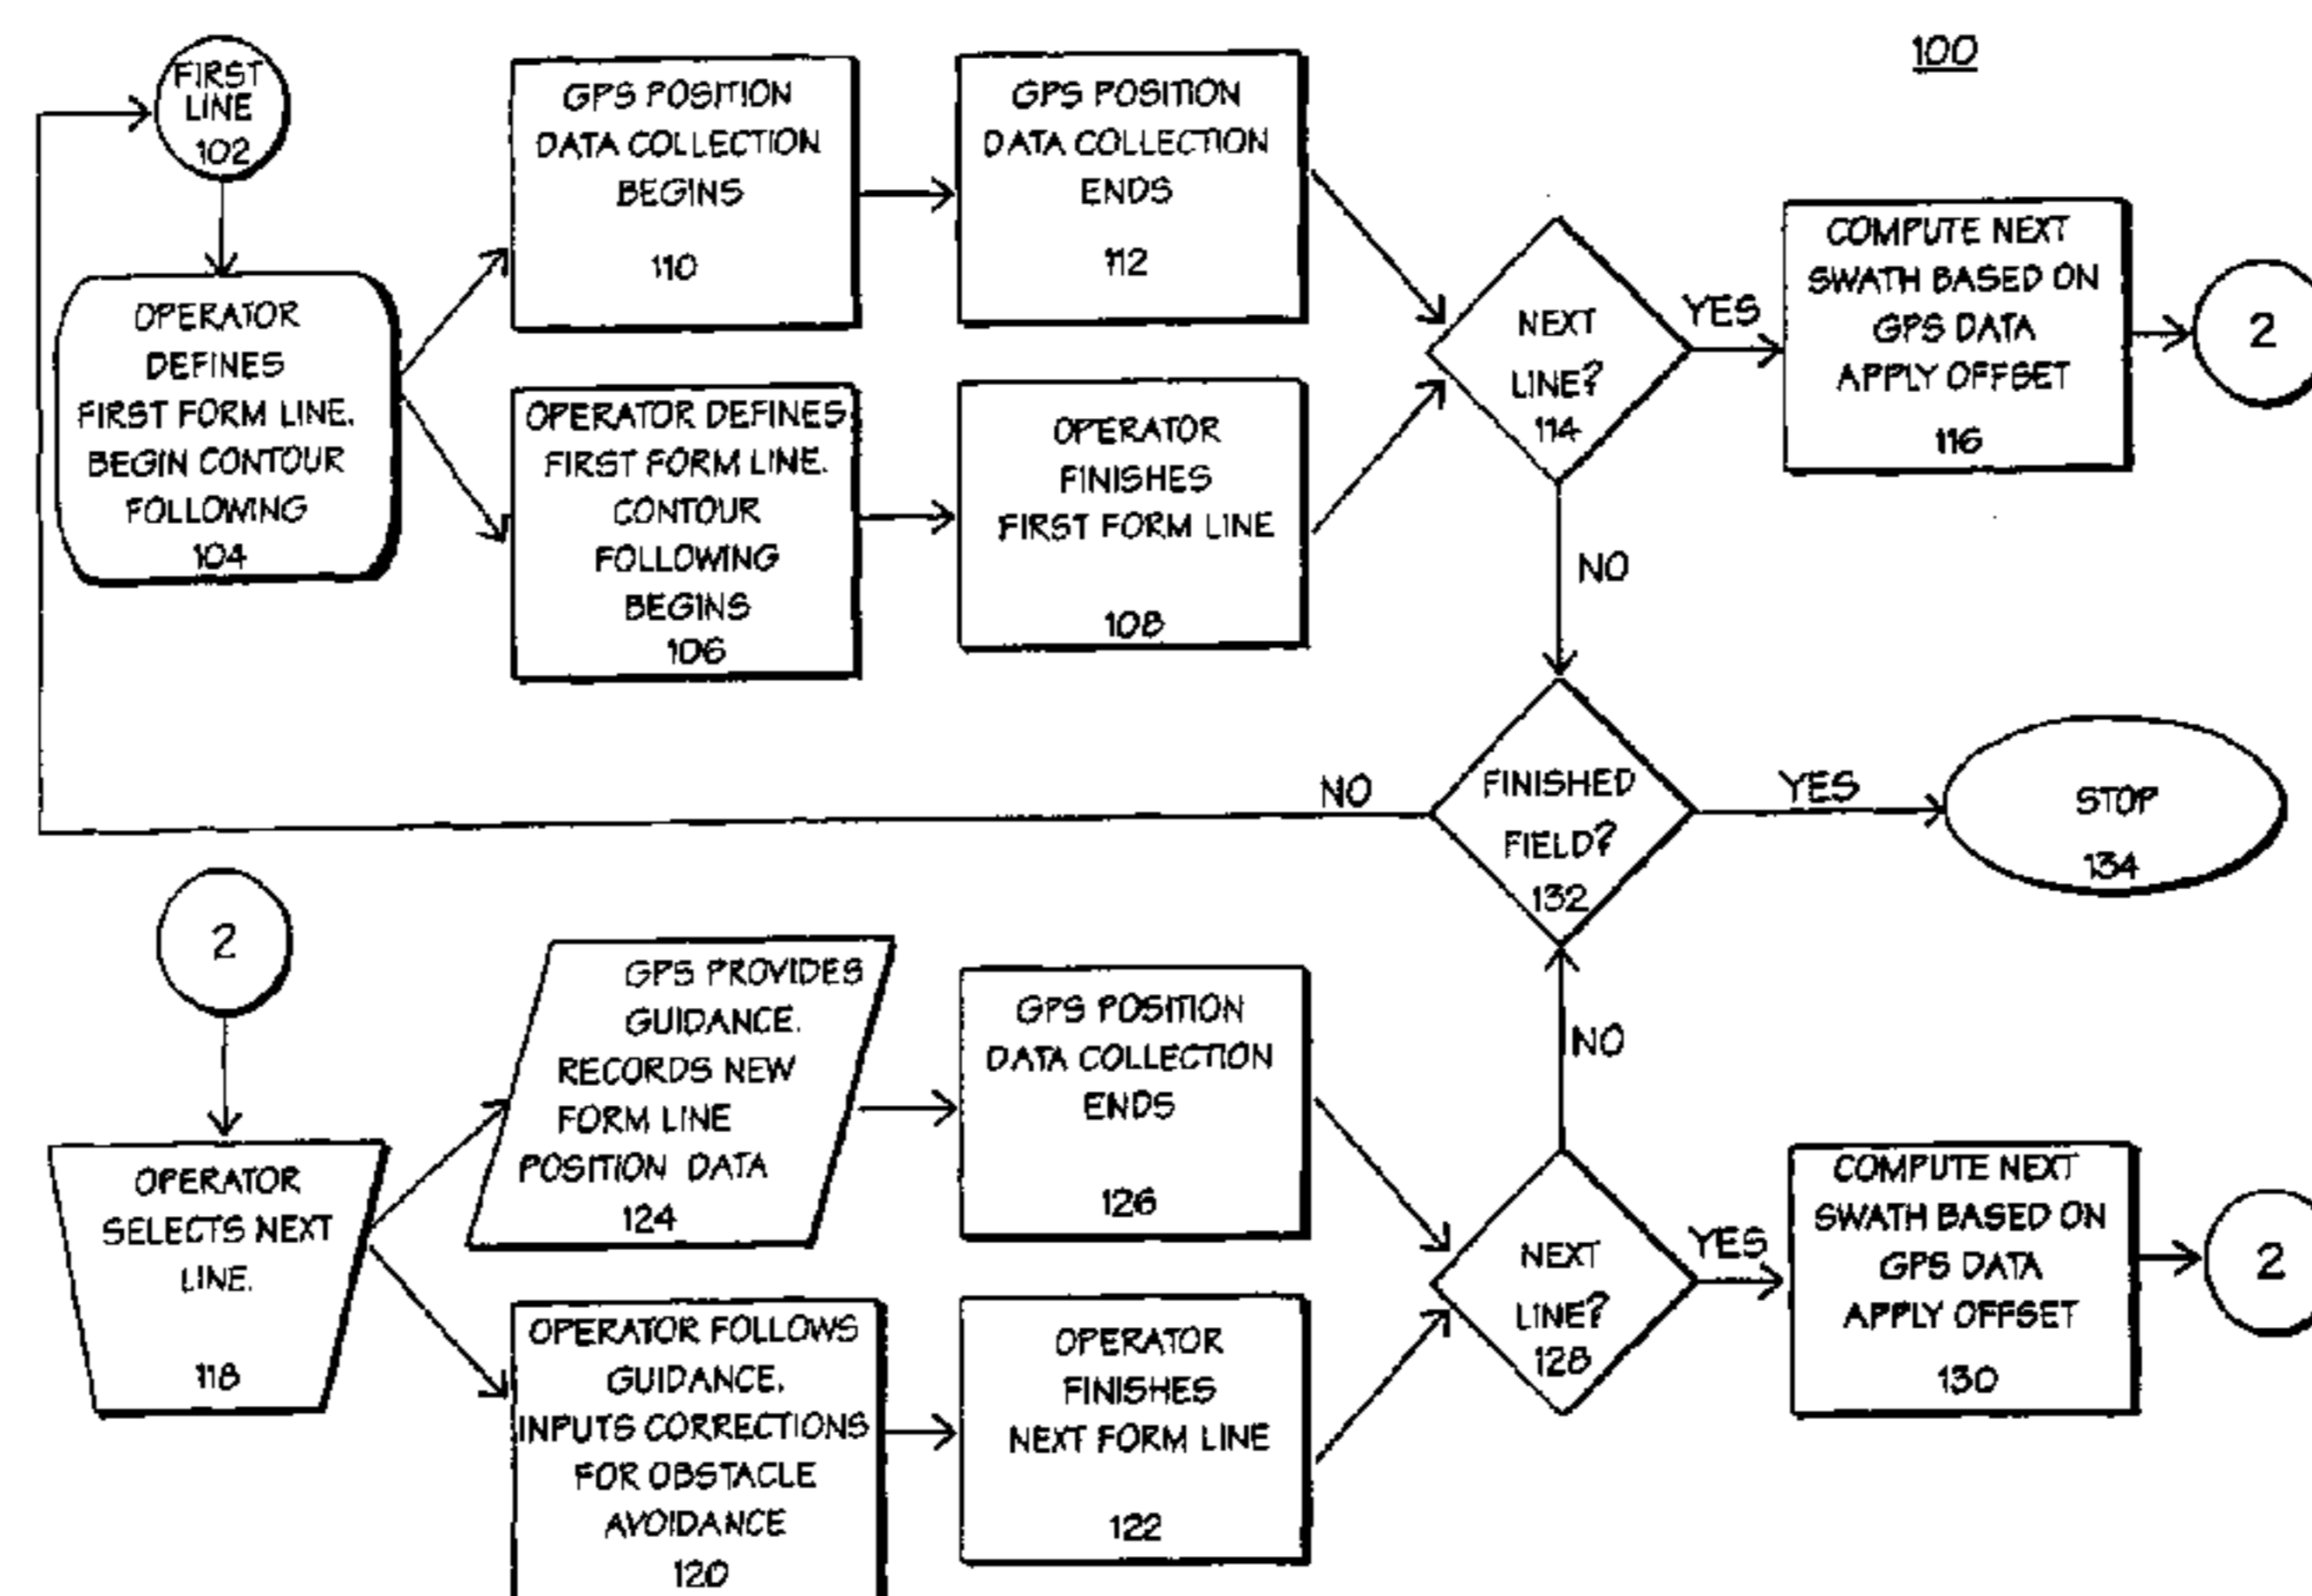 100
FIRST
LINE
102
OPERATOR
DEFINES
FIRST FORM LINE.
BEGIN CONTOUR
FOLLOWING
104
GPS POSITION
DATA COLLECTION
BEGINS
110
GPS POSITION
DATA COLLECTION
ENDS
112
OPERATOR DEFINES
FIRST FORM LINE.
CONTOUR
FOLLOWING
BEGINS
106
OPERATOR
FINISHES
FIRST FORM LINE
108
NEXT
LINE?
114
YES
NO
COMPUTE NEXT
SWATH BASED ON
GPS DATA
APPLY OFFSET
116
2
FINISHED
FIELD?
132
NO
YES
STOP
134
2
OPERATOR
SELECTS NEXT
LINE.
118
GPS PROVIDES
GUIDANCE.
RECORDS NEW
FORM LINE
POSITION DATA
124
GPS POSITION
DATA COLLECTION
ENDS
126
OPERATOR FOLLOWS
GUIDANCE.
INPUTS CORRECTIONS
FOR OBSTACLE
AVOIDANCE
120
OPERATOR
FINISHES
NEXT FORM LINE
122
NO
NEXT
LINE?
128
YES
COMPUTE NEXT
SWATH BASED ON
GPS DATA
APPLY OFFSET
130
2